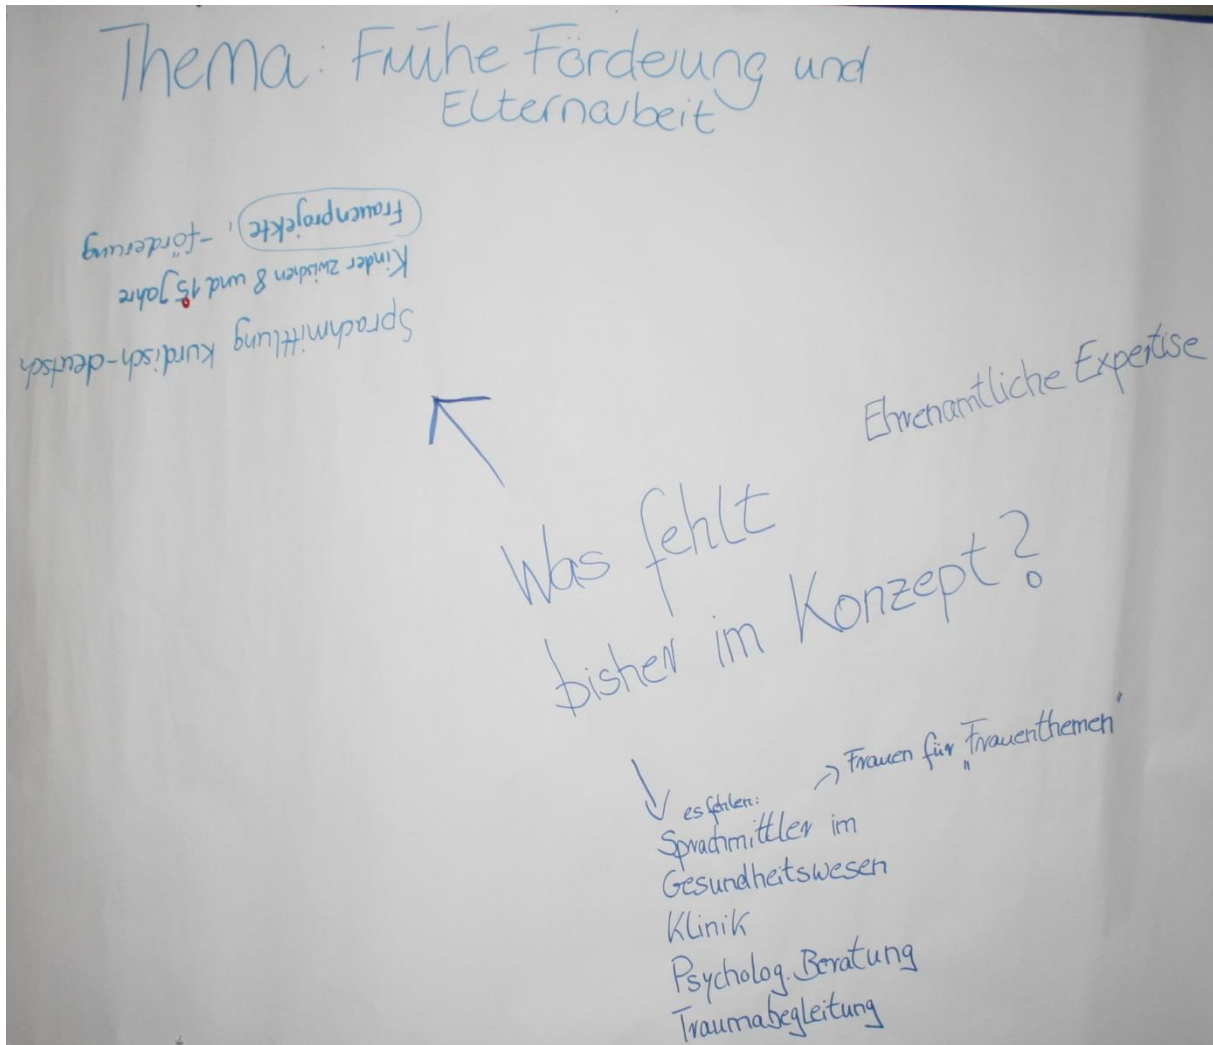 Thema: Frühe Förderung und
Elternarbeit
Sprachmittlung Kurdisch-deutsch
Kinder zwischen 8 und 15 Jahre
Frauenprojekte, -förderung
Ehrenamtliche Expertise
Was fehlt
bisher im Konzept?
Frauen für „Frauenthemen“
es fehlen:
Sprachmittler im
Gesundheitswesen
Klinik
Psycholog. Beratung
Traumabegleitung